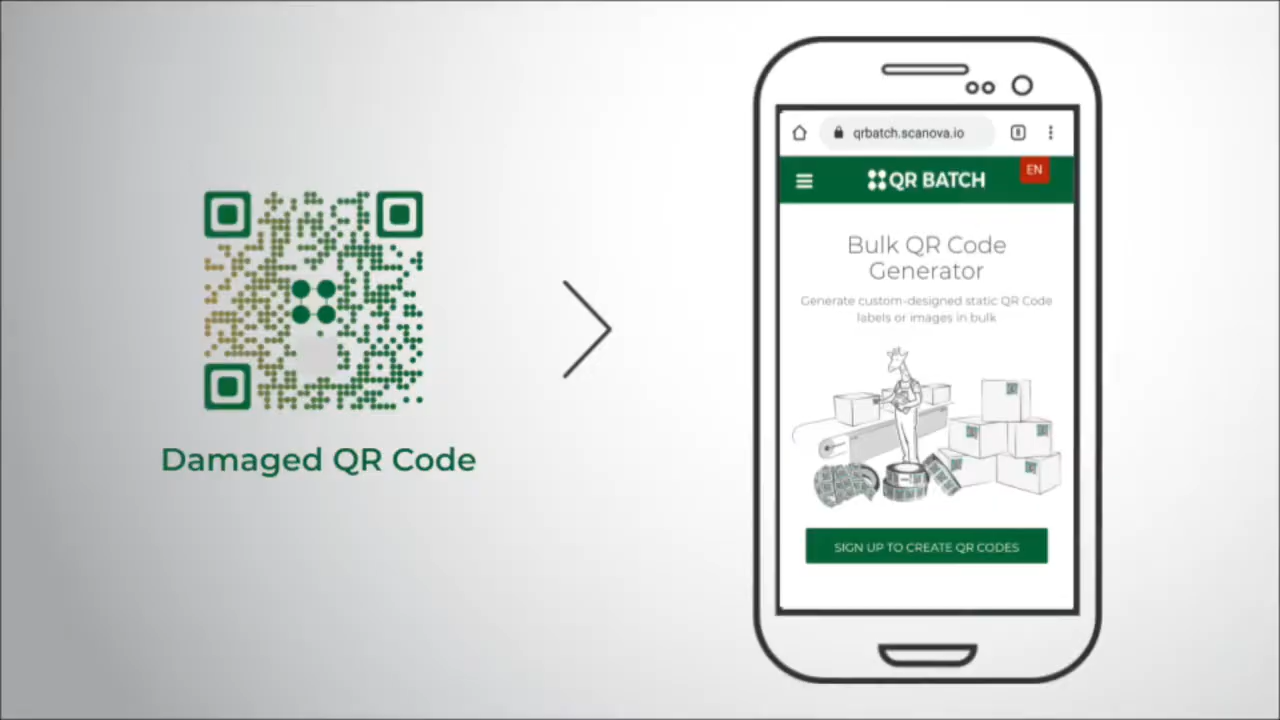 Damaged QR Code
qrbatch.scanova.io
EN
QR BATCH
Bulk QR Code
Generator
Generate custom-designed static QR Code
labels or images in bulk
SIGN UP TO CREATE QR CODES